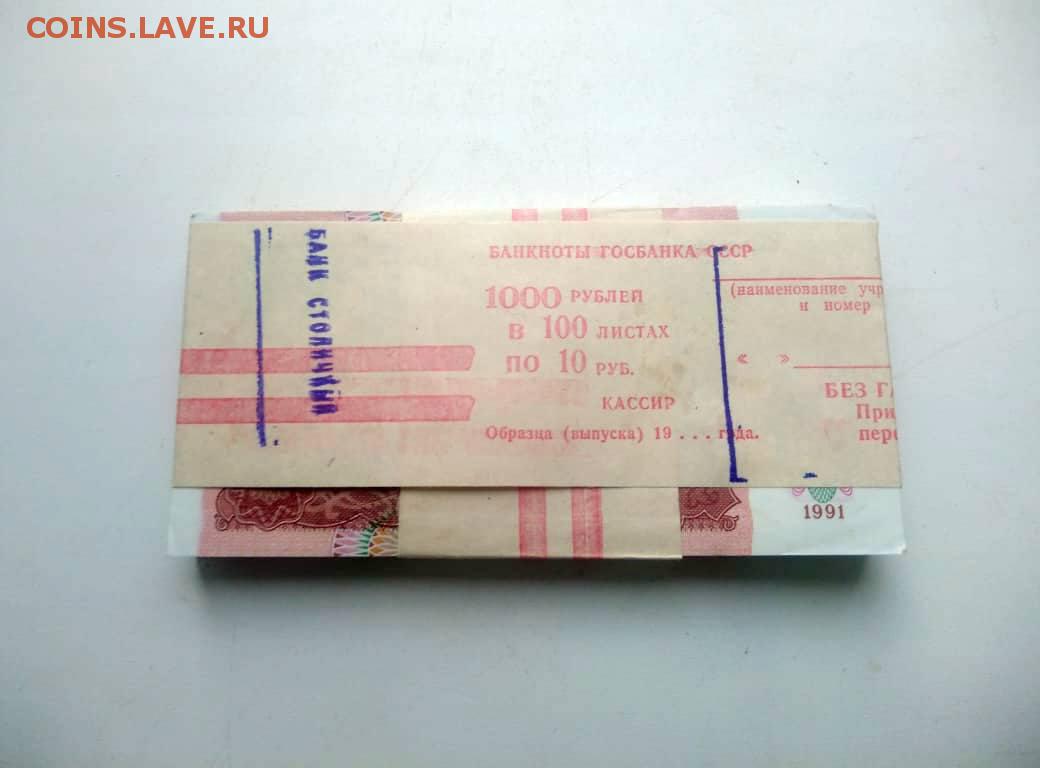 COINS.LAVE.RU
БАНК СТОЛИЧНЫЙ
БАНКНОТЫ ГОСБАНКА СССР
1000 РУБЛЕЙ
В 100 ЛИСТАХ
ПО 10 РУБ.
КАССИР
Образца (выпуска) 19 . . . года.
(наименование учр
и номер
« »
БЕЗ Г
При
пер
1991